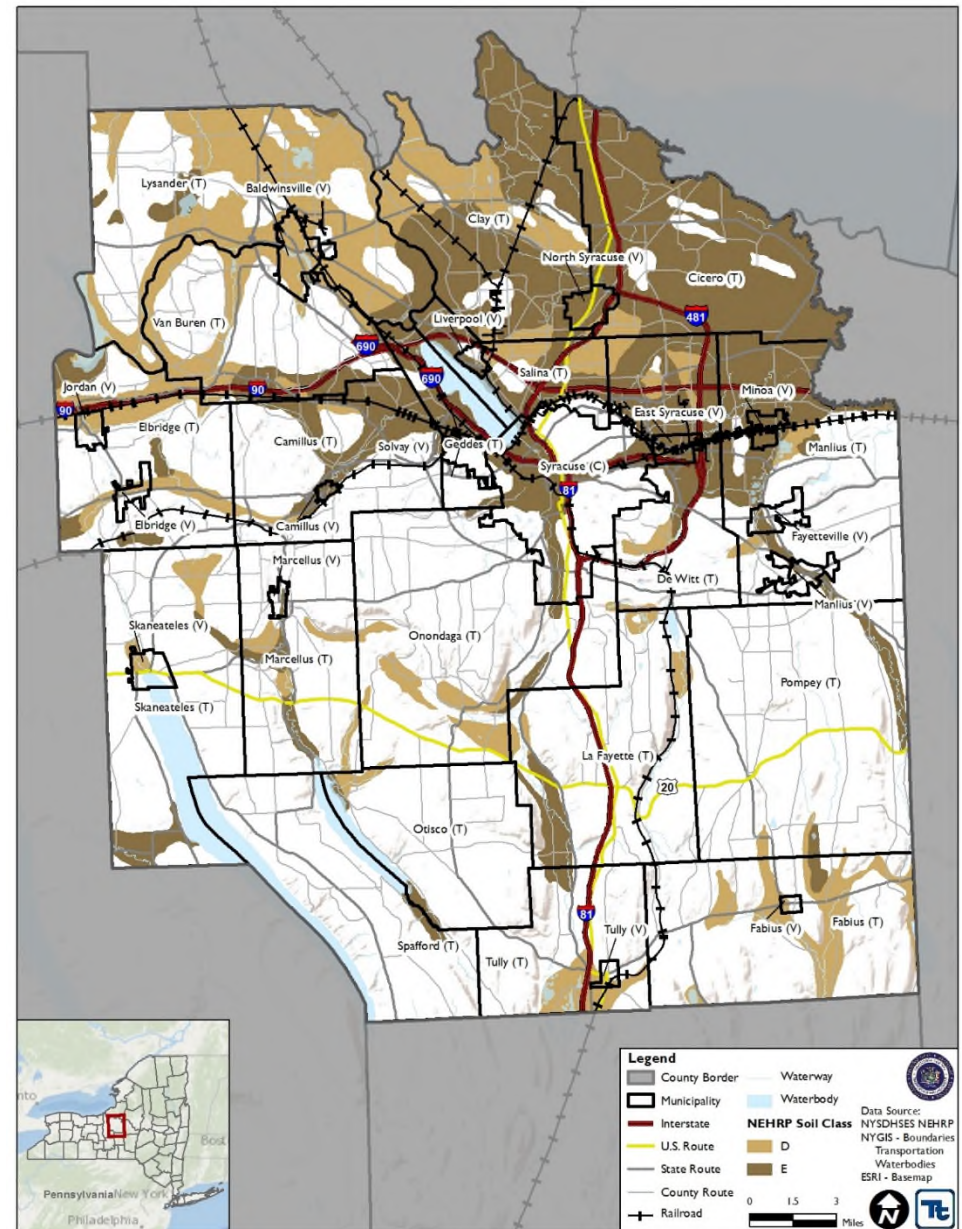 Lysander (T)
Baldwinsville (V)
Clay (T)
North Syracuse (V)
Cicero (T)
Van Buren (T)
Liverpool (V)
481
690
690
Salina (T)
Jordan (V)
90
90
Minoa (V)
Elbridge (T)
Camillus (T)
Solvay (V)
Geddes (T)
East Syracuse (V)
Manlius (T)
Syracuse (C)
81
Elbridge (V)
Camillus (V)
Fayetteville (V)
Marcellus (V)
De Witt (T)
Manlius (V)
Skaneateles (V)
Onondaga (T)
Marcellus (T)
Pompey (T)
Skaneateles (T)
La Fayette (T)
20
Otisco (T)
81
Spafford (T)
Tully (T)
Tully (V)
Fabius (V)
Fabius (T)
Pennsylvania
New York
Philadelphia
Bost
nto
Legend
County Border
Municipality
Interstate
U.S. Route
State Route
County Route
Railroad
Waterway
Waterbody
NEHRP Soil Class
D
E
0 1.5 3
Miles
Data Source:
NYSDHSES NEHRP
NYGIS - Boundaries
Transportation
Waterbodies
ESRI - Basemap
N
Tt